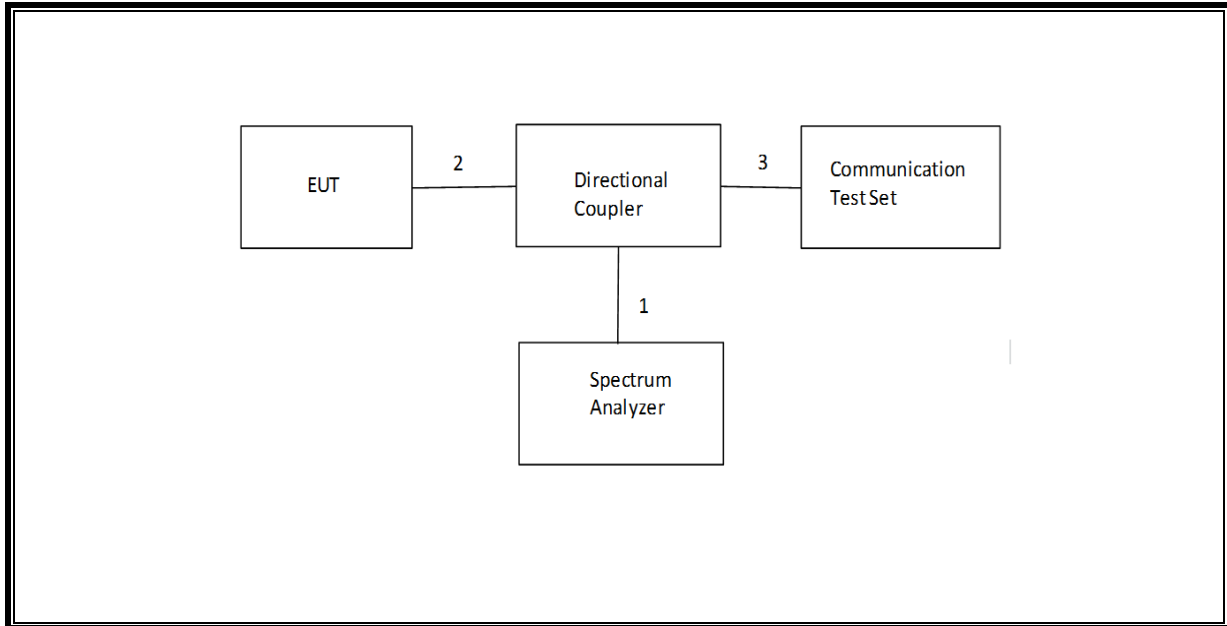 EUT
2
Directional
Coupler
3
Communication
Test Set
1
Spectrum
Analyzer